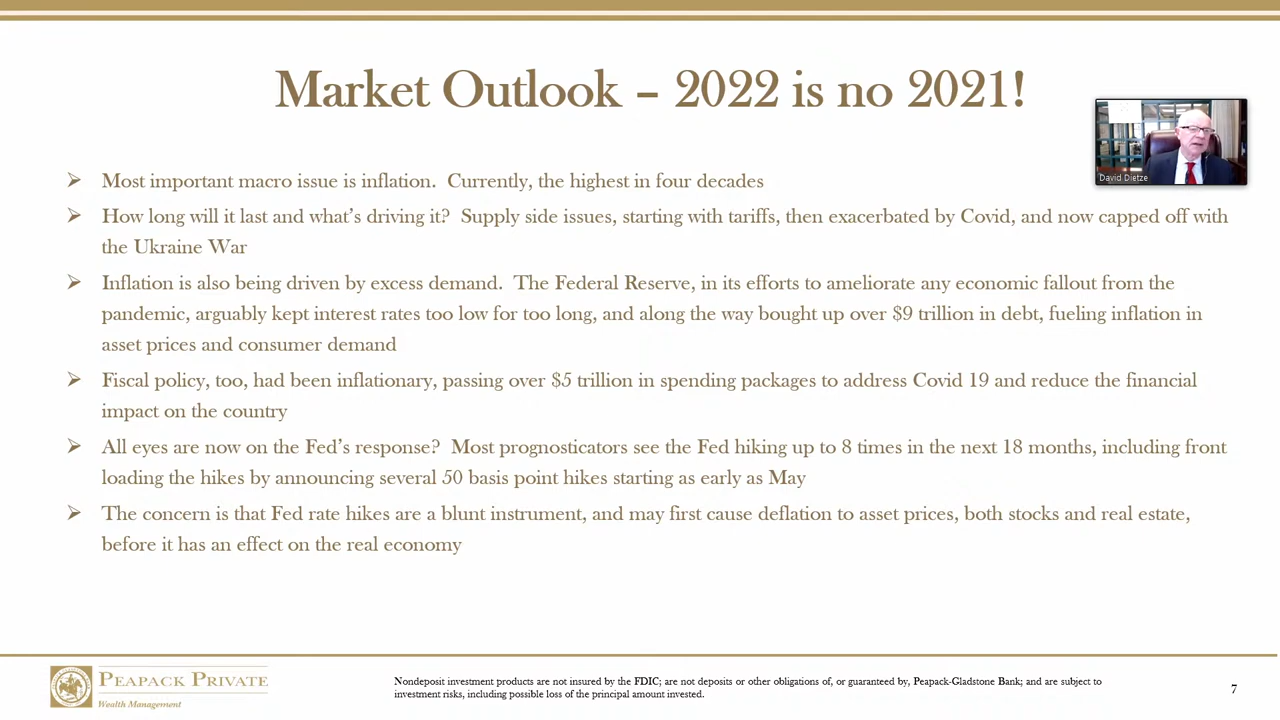 Market Outlook – 2022 is no 2021!
David Dietze
➢ Most important macro issue is inflation.  Currently, the highest in four decades
➢ How long will it last and what's driving it?  Supply side issues, starting with tariffs, then exacerbated by Covid, and now capped off with
the Ukraine War
➢ Inflation is also being driven by excess demand.  The Federal Reserve, in its efforts to ameliorate any economic fallout from the
pandemic, arguably kept interest rates too low for too long, and along the way bought up over $9 trillion in debt, fueling inflation in
asset prices and consumer demand
➢ Fiscal policy, too, had been inflationary, passing over $5 trillion in spending packages to address Covid 19 and reduce the financial
impact on the country
➢ All eyes are now on the Fed's response?  Most prognosticators see the Fed hiking up to 8 times in the next 18 months, including front
loading the hikes by announcing several 50 basis point hikes starting as early as May
➢ The concern is that Fed rate hikes are a blunt instrument, and may first cause deflation to asset prices, both stocks and real estate,
before it has an effect on the real economy
PEAPACK PRIVATE
Wealth Management
Nondeposit investment products are not insured by the FDIC; are not deposits or other obligations of, or guaranteed by, Peapack-Gladstone Bank; and are subject to
investment risks, including possible loss of the principal amount invested.
7